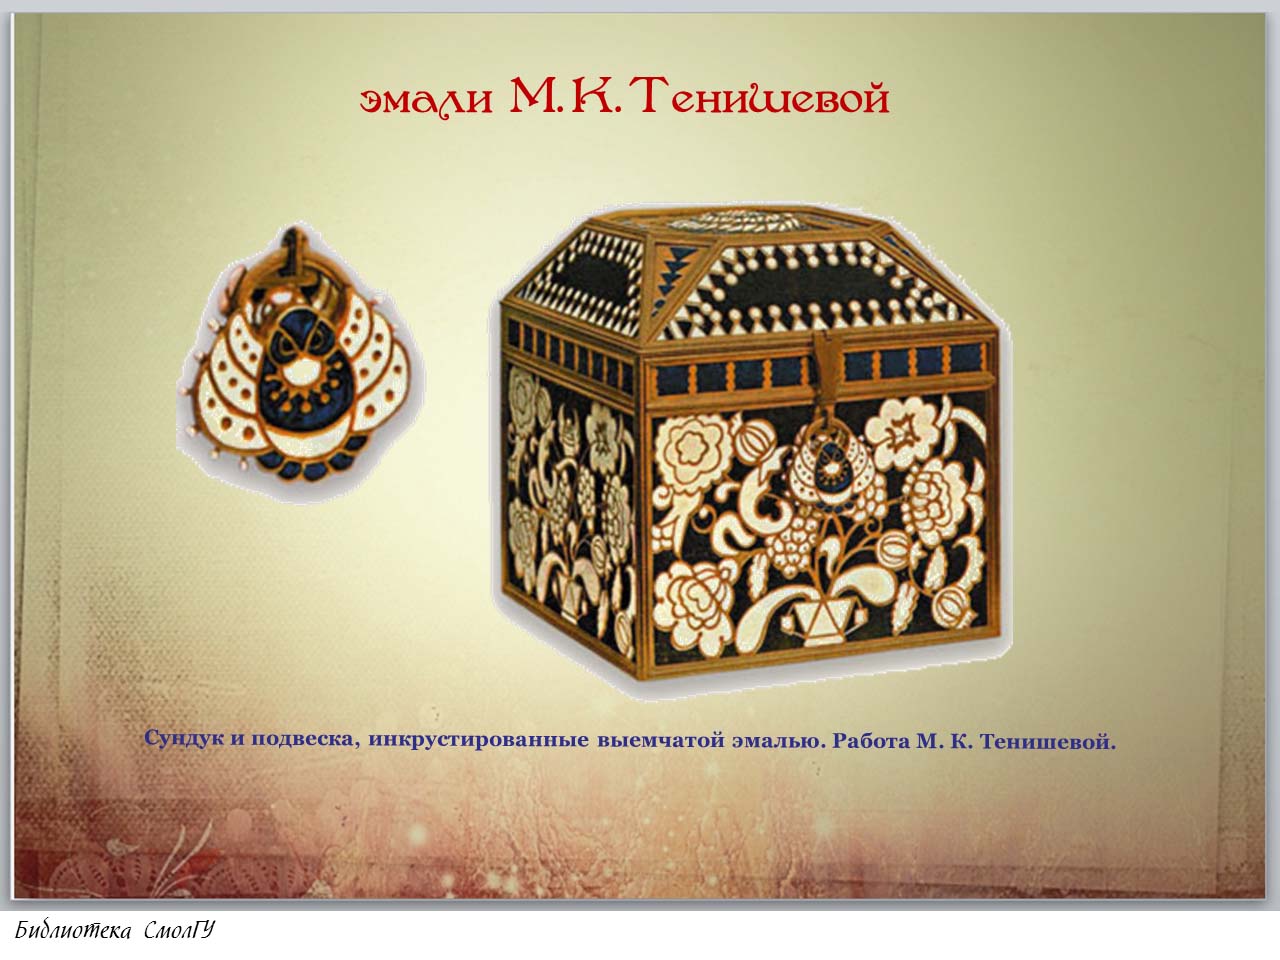 эмали М. К. Тенишевой
Сундук и подвеска, инкрустированные выемчатой эмалью. Работа М. К. Тенишевой.
Библиотека СмолГУ